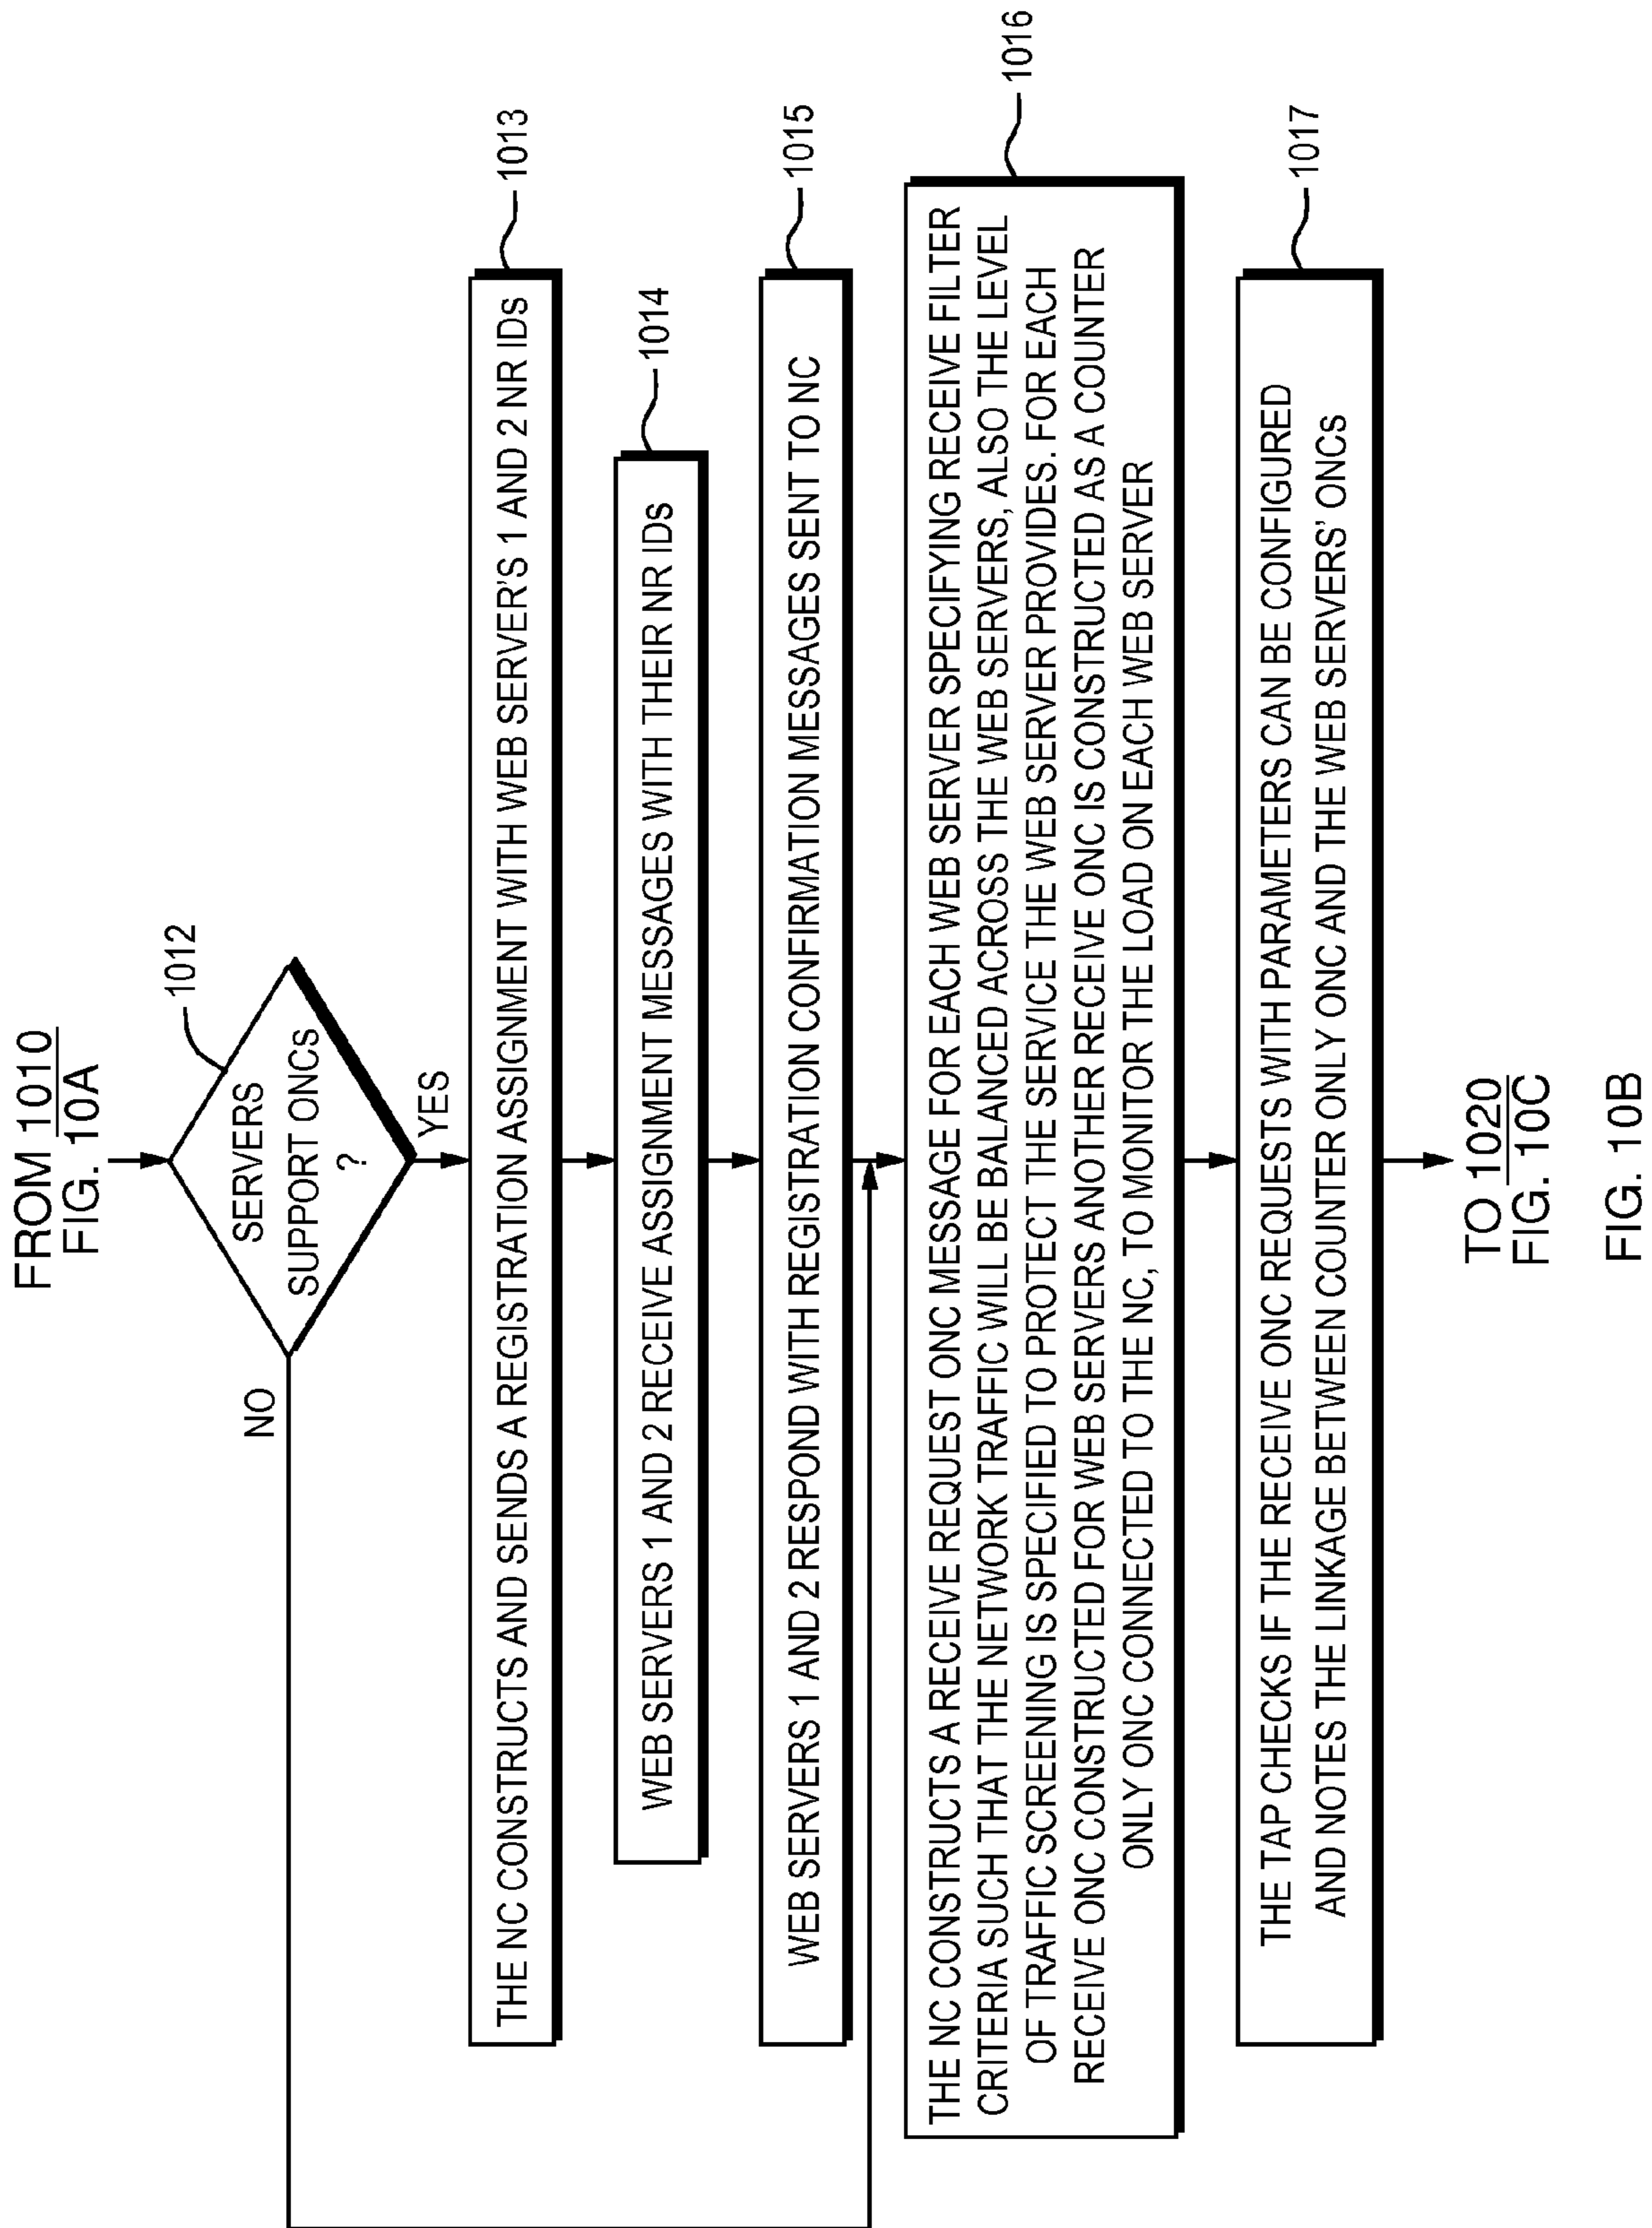 FROM 1010
FIG. 10A
1012
SERVERS
SUPPORT ONCs
?
NO
YES
THE NC CONSTRUCTS AND SENDS A REGISTRATION ASSIGNMENT WITH WEB SERVER'S 1 AND 2 NR IDs
1013
WEB SERVERS 1 AND 2 RECEIVE ASSIGNMENT MESSAGES WITH THEIR NR IDs
1014
WEB SERVERS 1 AND 2 RESPOND WITH REGISTRATION CONFIRMATION MESSAGES SENT TO NC
1015
THE NC CONSTRUCTS A RECEIVE REQUEST ONC MESSAGE FOR EACH WEB SERVER SPECIFYING RECEIVE FILTER
CRITERIA SUCH THAT THE NETWORK TRAFFIC WILL BE BALANCED ACROSS THE WEB SERVERS, ALSO THE LEVEL
OF TRAFFIC SCREENING IS SPECIFIED TO PROTECT THE SERVICE THE WEB SERVER PROVIDES. FOR EACH
RECEIVE ONC CONSTRUCTED FOR WEB SERVERS ANOTHER RECEIVE ONC IS CONSTRUCTED AS A COUNTER
ONLY ONC CONNECTED TO THE NC, TO MONITOR THE LOAD ON EACH WEB SERVER
1016
THE TAP CHECKS IF THE RECEIVE ONC REQUESTS WITH PARAMETERS CAN BE CONFIGURED
AND NOTES THE LINKAGE BETWEEN COUNTER ONLY ONC AND THE WEB SERVERS' ONCs
1017
TO 1020
FIG. 10C
FIG. 10B